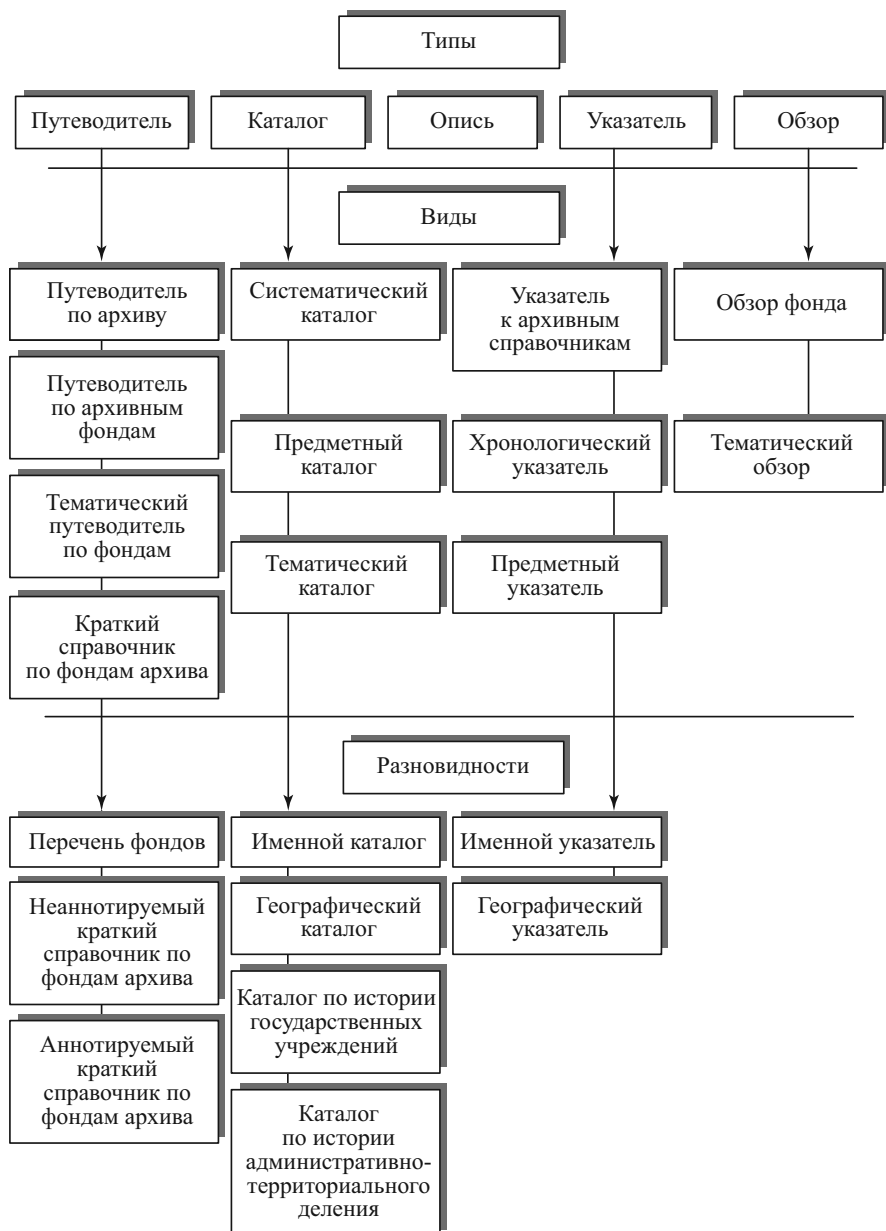 Типы
Путеводитель
Каталог
Опись
Указатель
Обзор
Виды
Путеводитель
по архиву
Систематический
каталог
Указатель
к архивным
справочникам
Обзор фонда
Путеводитель
по архивным
фондам
Предметный
каталог
Хронологический
указатель
Тематический
обзор
Тематический
путеводитель
по фондам
Тематический
каталог
Предметный
указатель
Краткий
справочник
по фондам архива
Разновидности
Перечень фондов
Именной каталог
Именной указатель
Неаннотируемый
краткий
справочник по
фондам архива
Географический
каталог
Географический
указатель
Каталог по истории
государственных
учреждений
Аннотируемый
краткий
справочник по
фондам архива
Каталог
по истории
административно-
территориального
деления